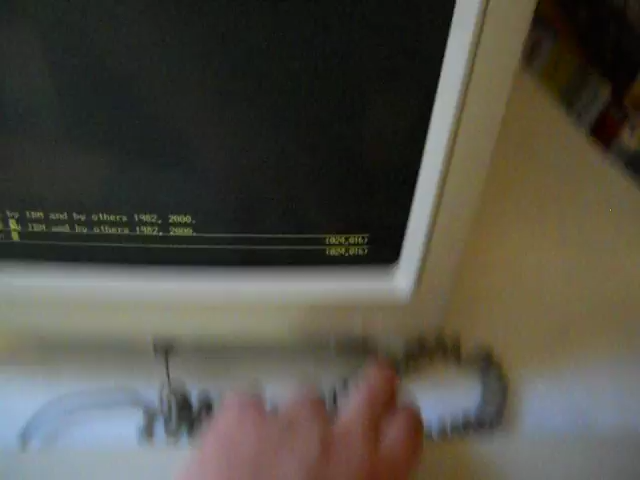 by IBM and by others 1982, 2000.
IBM and by others 1982, 2000.
(024,016)
(024,016)